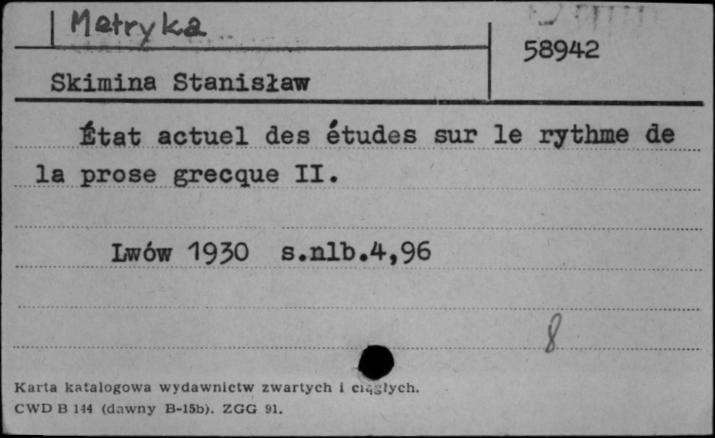 Metryka
58942
Skimina Stanisław
État actuel des études sur le rythme de
la prose grecque II.
Lwów 1930 s.nlb.4,96
8
Karta katalogowa wydawnictw zwartych i ciągłych.
CWD B 144 (dawny B-15b). ZGG 91.